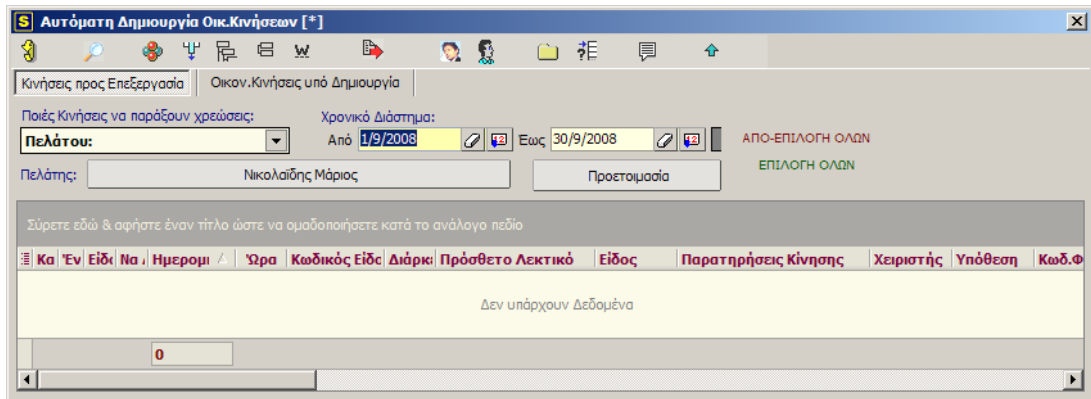 Αυτόματη Δημιουργία Οικ.Κινήσεων [*]
Κινήσεις προς Επεξεργασία Οικον.Κινήσεις υπό Δημιουργία
Ποιές Κινήσεις να παράξουν χρεώσεις: Χρονικό Διάστημα:
Πελάτου: Από 1/9/2008 Έως 30/9/2008 ΑΠΟ-ΕΠΙΛΟΓΗ ΟΛΩΝ
ΕΠΙΛΟΓΗ ΟΛΩΝ
Πελάτης: Νικολαΐδης Μάριος Προετοιμασία
Σύρετε εδώ & αφήστε έναν τίτλο ώστε να ομαδοποιήσετε κατά το ανάλογο πεδίο
Κα Έν Είδ Να Ημερομ Ώρα Κωδικός Είδο Διάρκ Πρόσθετο Λεκτικό Είδος Παρατηρήσεις Κίνησης Χειριστής Υπόθεση Κωδ.Φ
Δεν υπάρχουν Δεδομένα
0